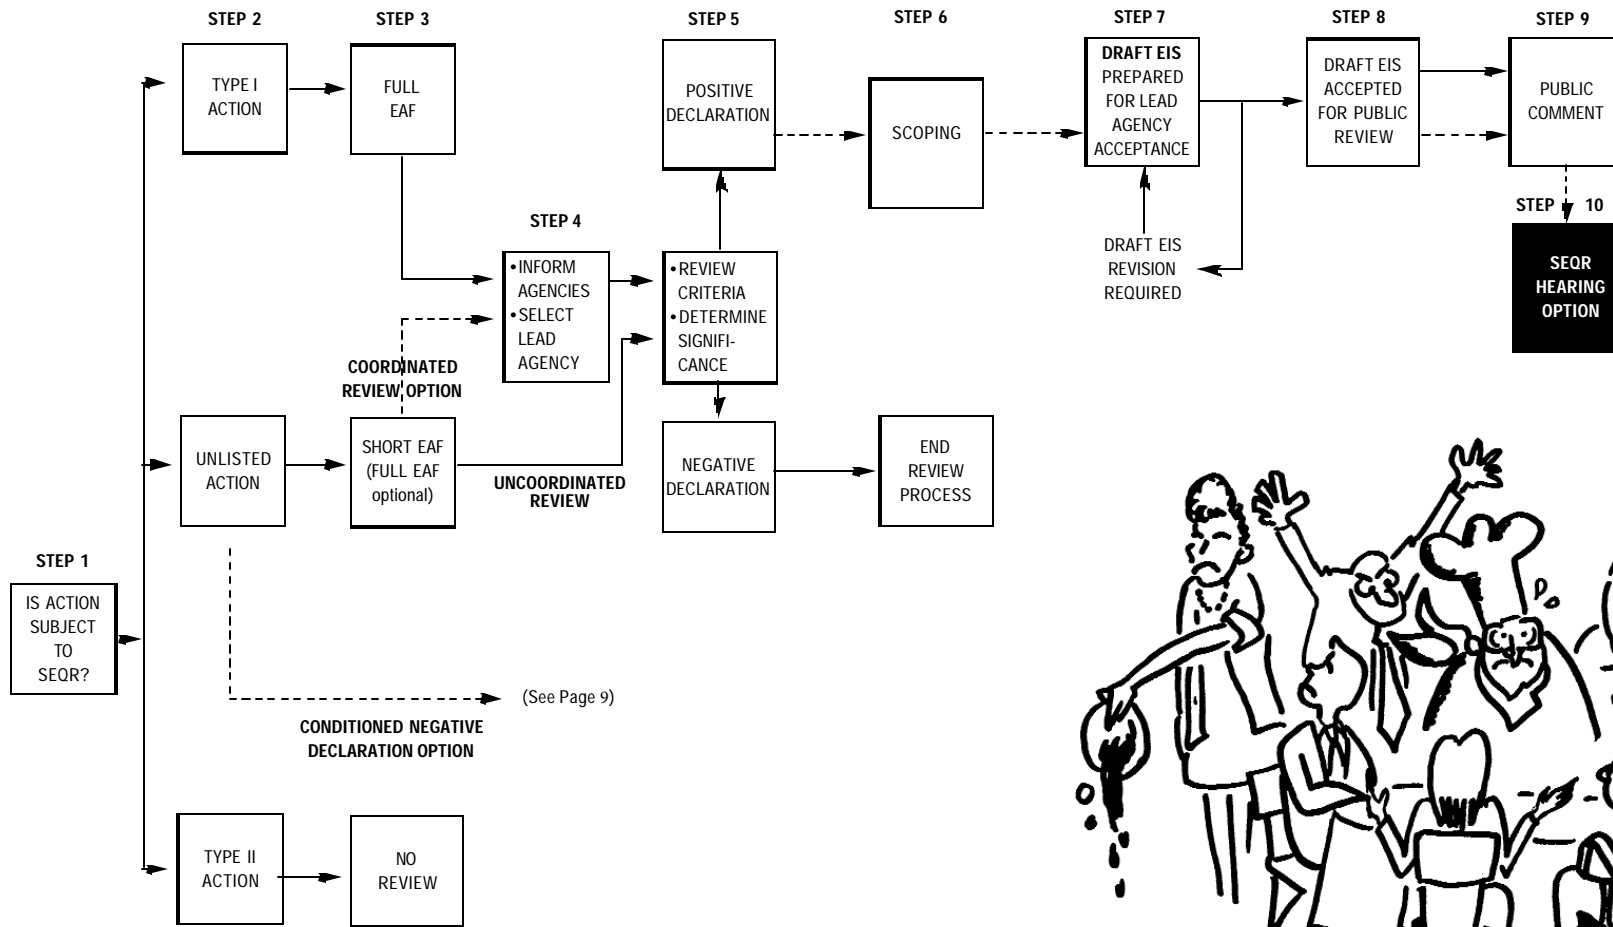 STEP 1
IS ACTION
SUBJECT
TO
SEQR?
STEP 2
TYPE I
ACTION
UNLISTED
ACTION
TYPE II
ACTION
STEP 3
FULL
EAF
COORDINATED
REVIEW OPTION
SHORT EAF
(FULL EAF
optional)
UNCOORDINATED
REVIEW
(See Page 9)
CONDITIONED NEGATIVE
DECLARATION OPTION
NO
REVIEW
STEP 4
•INFORM
AGENCIES
•SELECT
LEAD
AGENCY
STEP 5
POSITIVE
DECLARATION
•REVIEW
CRITERIA
•DETERMINE
SIGNIFI-
CANCE
NEGATIVE
DECLARATION
END
REVIEW
PROCESS
STEP 6
SCOPING
STEP 7
DRAFT EIS
PREPARED
FOR LEAD
AGENCY
ACCEPTANCE
DRAFT EIS
REVISION
REQUIRED
STEP 8
DRAFT EIS
ACCEPTED
FOR PUBLIC
REVIEW
STEP 9
PUBLIC
COMMENT
STEP 10
SEQR
HEARING
OPTION